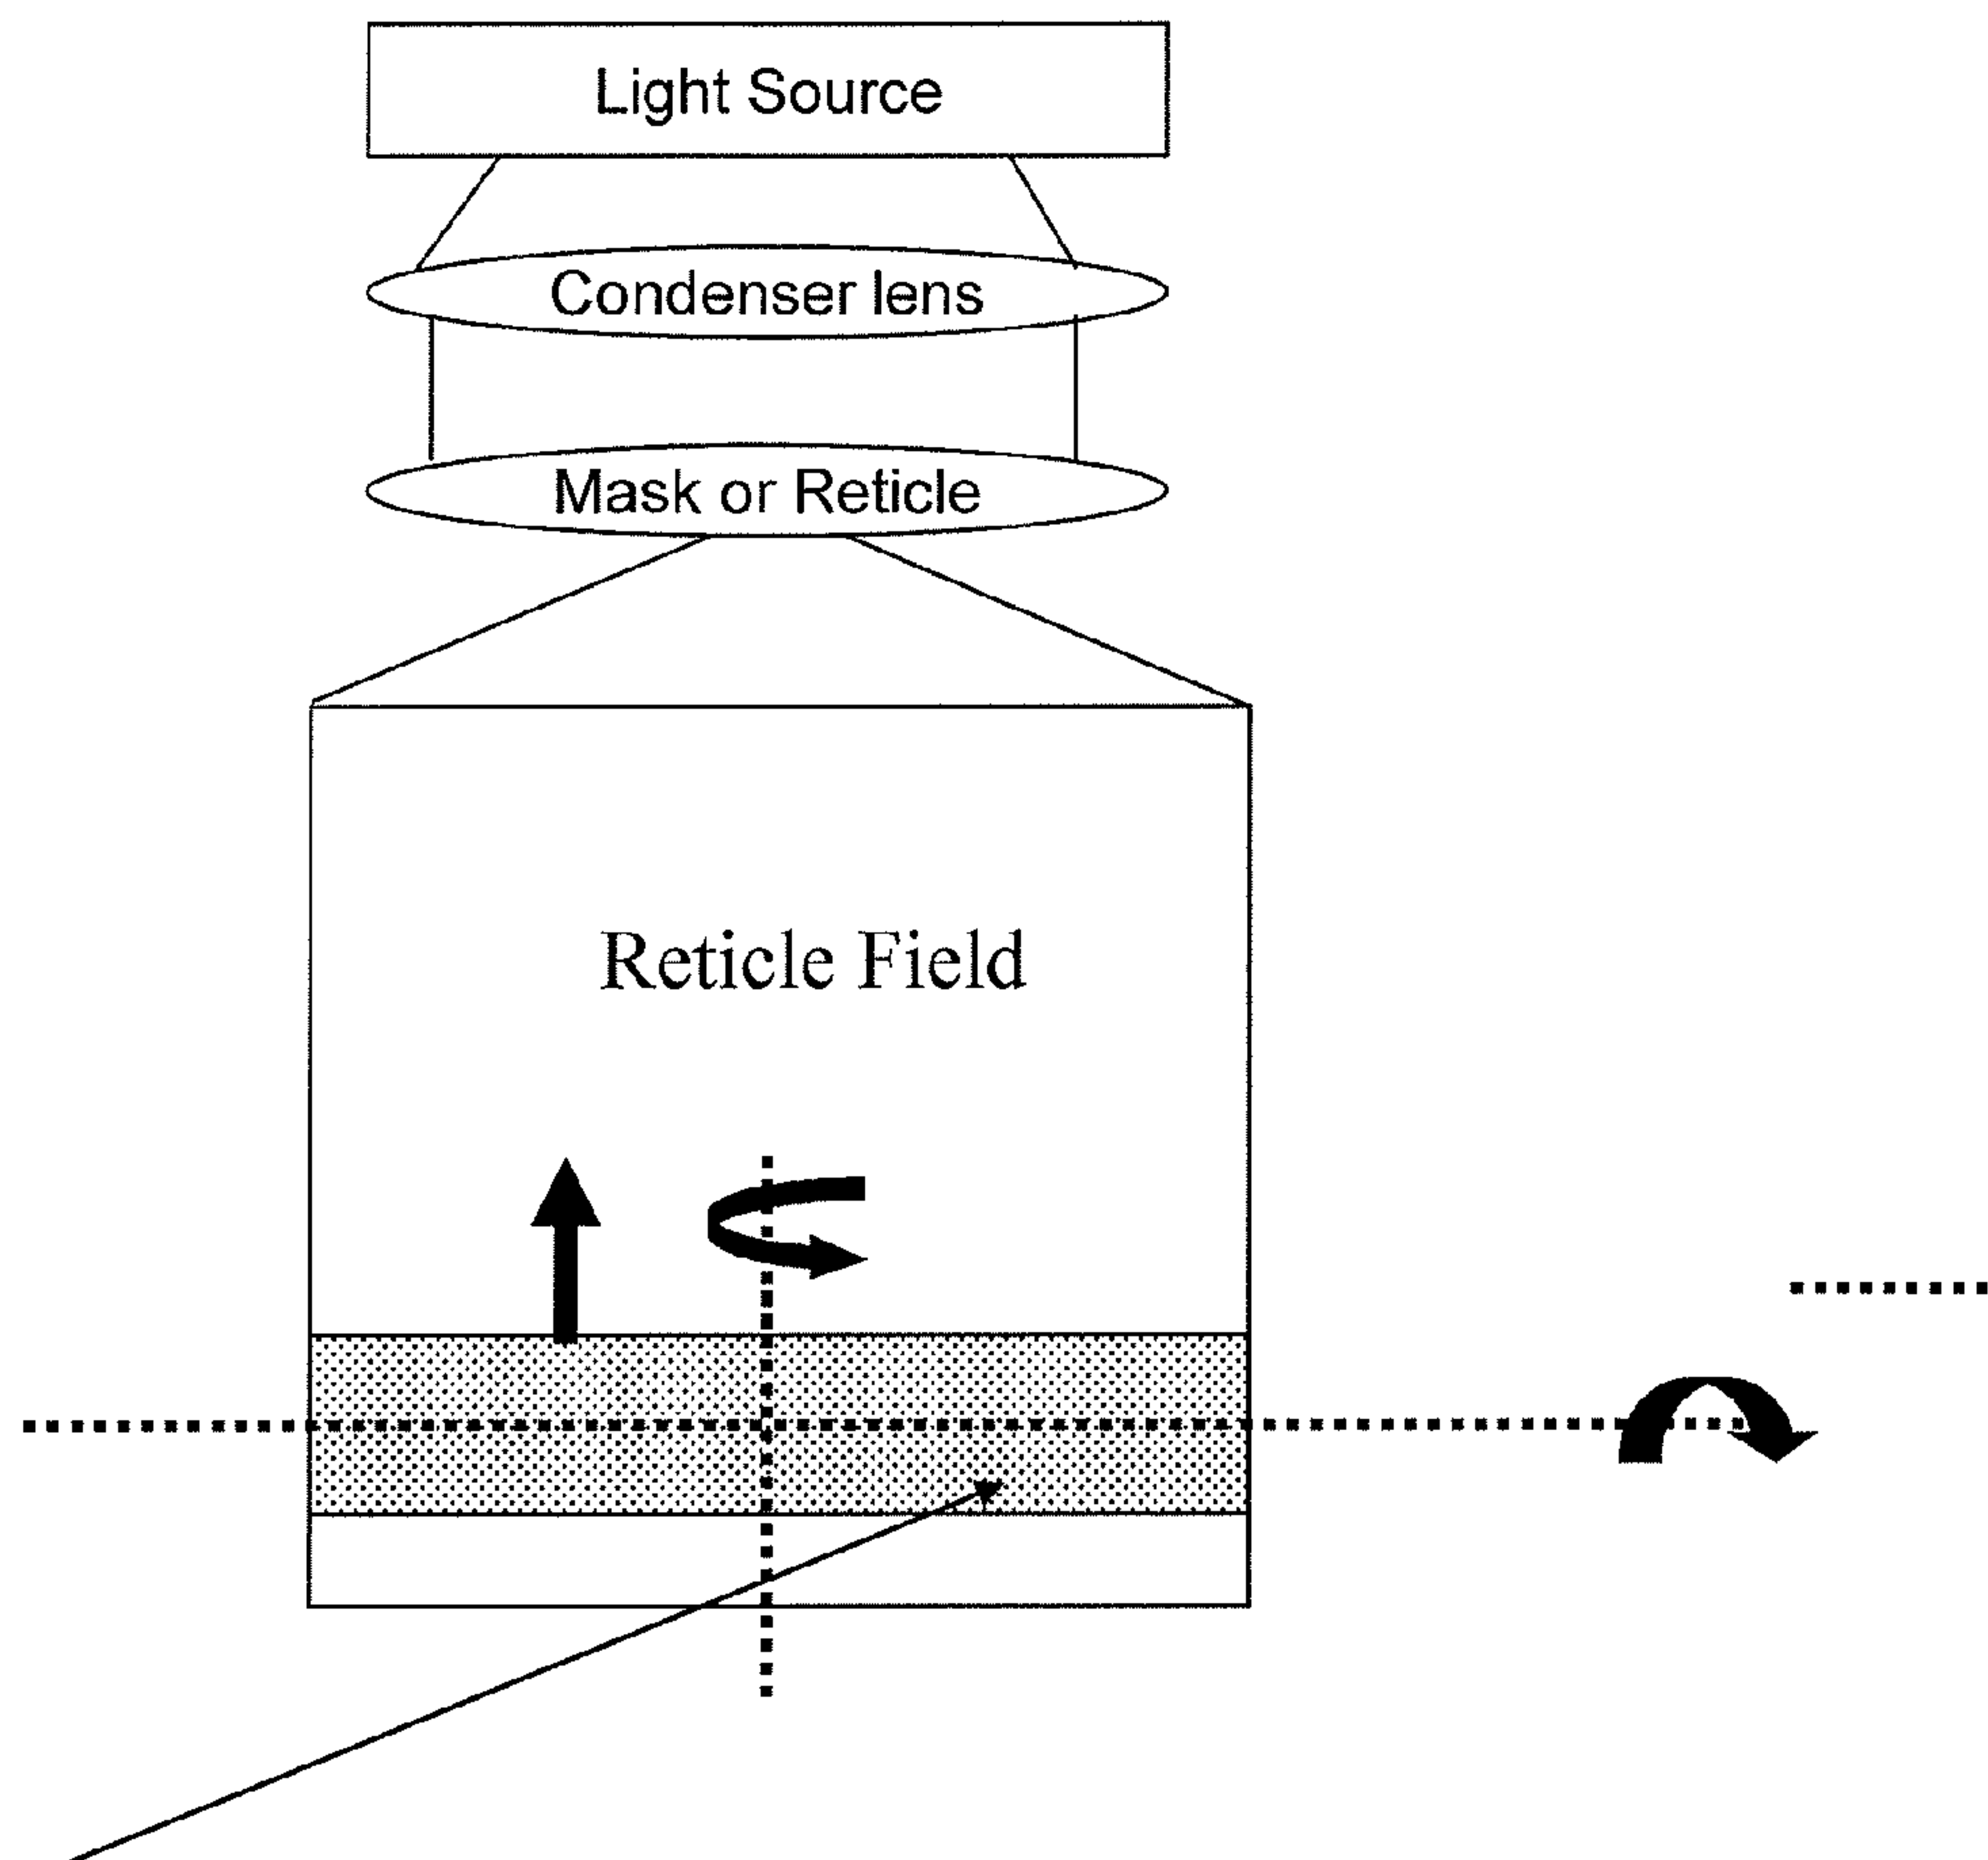 Light Source
Condenser lens
Mask or Reticle
Reticle Field